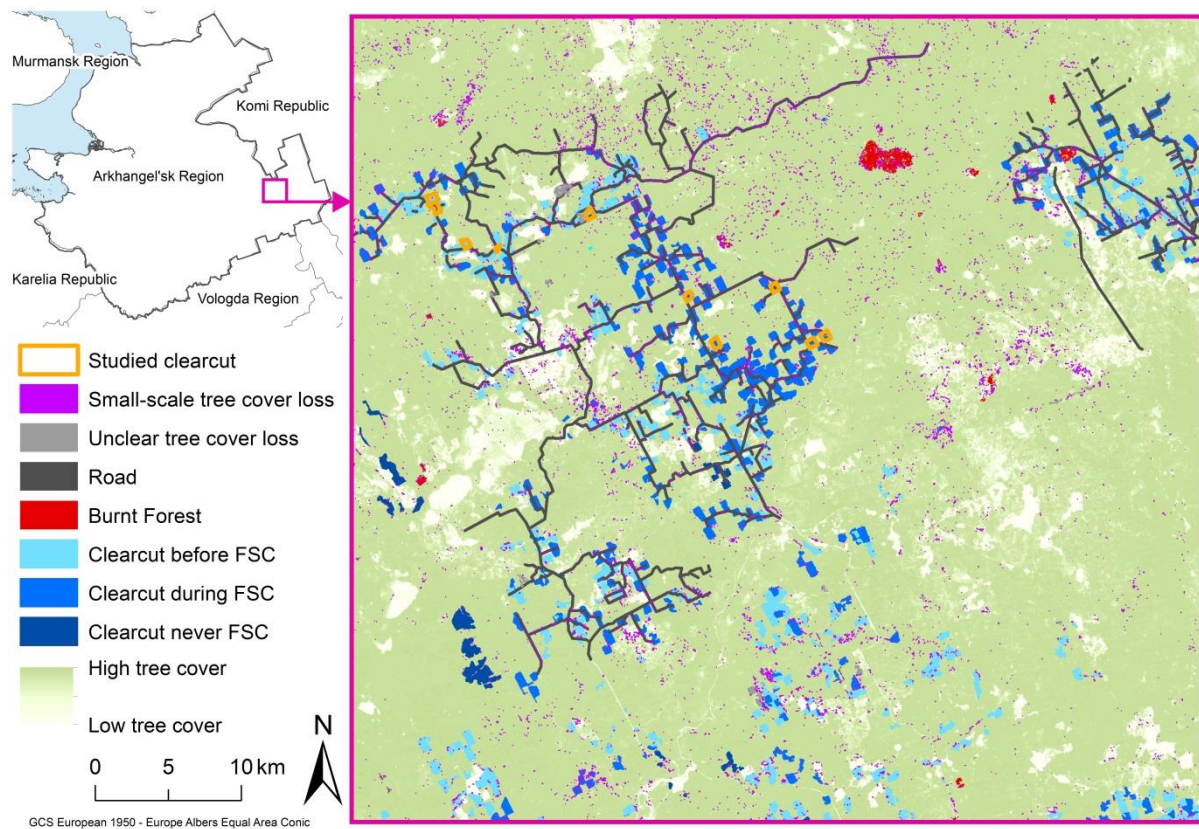 Murmansk Region
Komi Republic
Arkhangel'sk Region
Karelia Republic
Vologda Region
Studied clearcut
Small-scale tree cover loss
Unclear tree cover loss
Road
Burnt Forest
Clearcut before FSC
Clearcut during FSC
Clearcut never FSC
High tree cover
Low tree cover
N
0 5 10 km
GCS European 1950 - Europe Albers Equal Area Conic